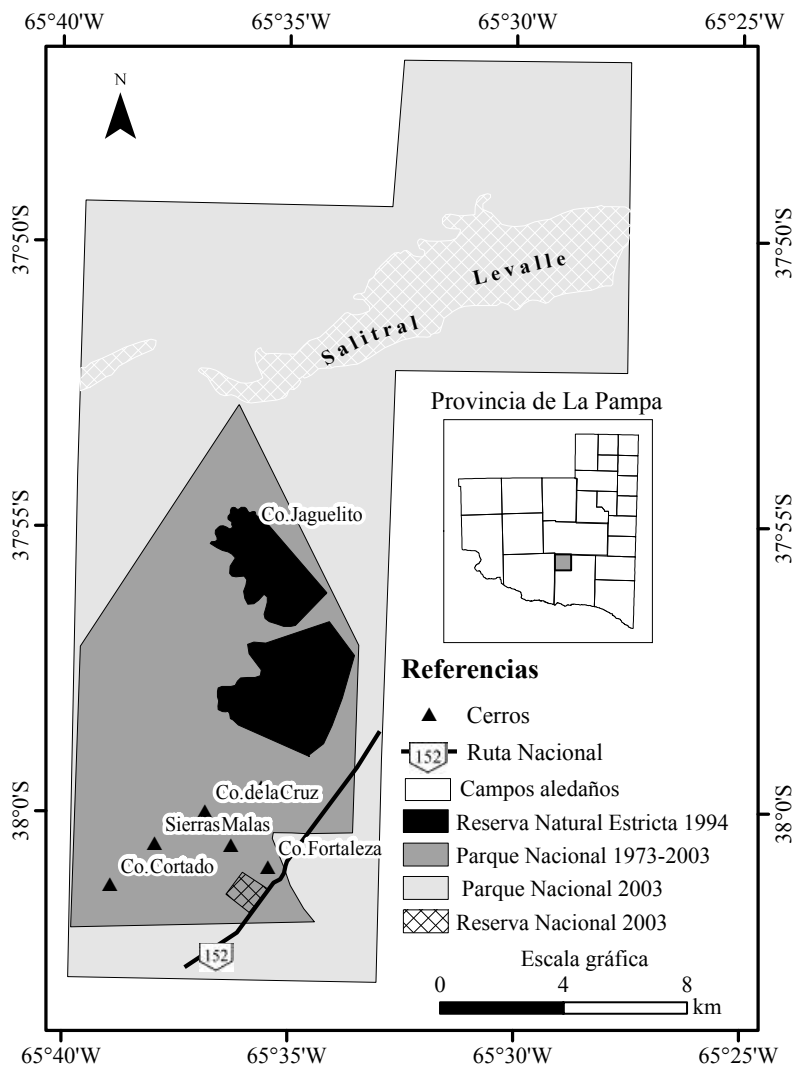 65°40'W 65°35'W 65°30'W 65°25'W
N
37°50'S 37°50'S
Levalle
Salitral
Provincia de La Pampa
Co.Jaguelito
37°55'S 37°55'S
Referencias
Cerros
152 Ruta Nacional
Campos aledaños
Co.delaCruz
38°0'S 38°0'S
SierrasMalas
Reserva Natural Estricta 1994
Co.Fortaleza
Parque Nacional 1973-2003
Co.Cortado
Parque Nacional 2003
Reserva Nacional 2003
152
Escala gráfica
0 4 8
km
65°40'W 65°35'W 65°30'W 65°25'W